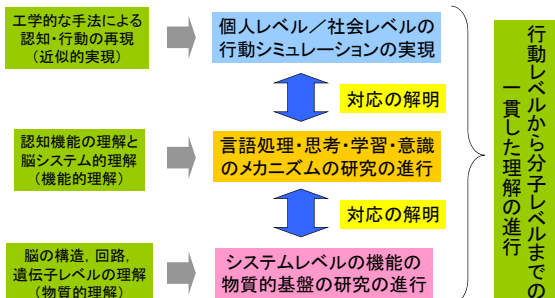 工学的な手法による
認知・行動の再現
（近似的実現）
個人レベル／社会レベルの
行動シミュレーションの実現
対応の解明
認知機能の理解と
脳システム的理解
（機能的理解）
言語処理・思考・学習・意識
のメカニズムの研究の進行
対応の解明
脳の構造，回路，
遺伝子レベルの理解
（物質的理解）
システムレベルの機能の
物質的基盤の研究の進行
行動レベルから分子レベルまでの
一貫した理解の進行